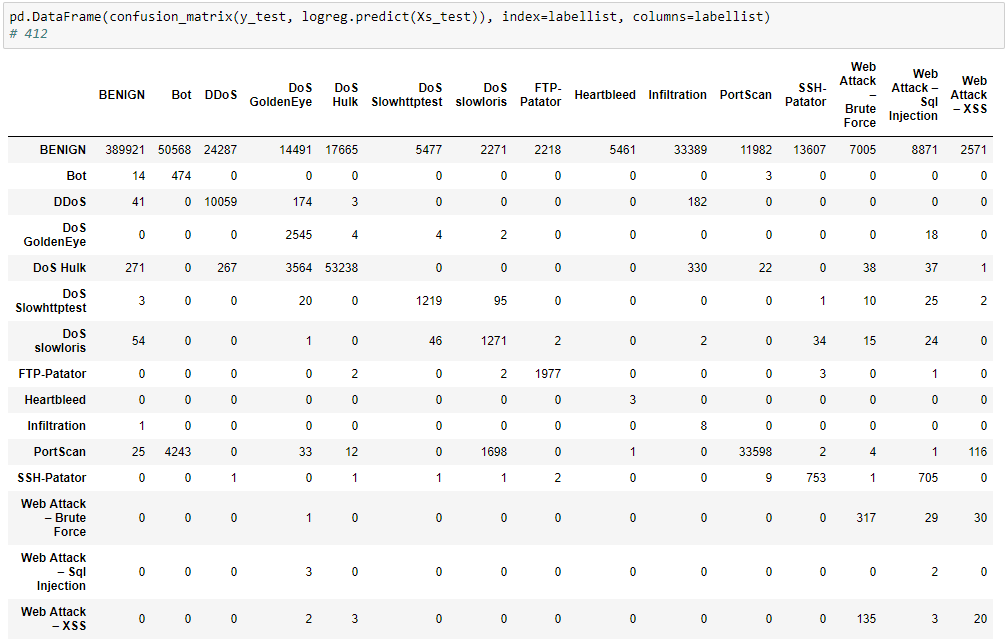 pd.DataFrame(confusion_matrix(y_test, logreg.predict(Xs_test)), index=labellist, columns=labellist)
# 412
BENIGN Bot DDoS DoS GoldenEye DoS Hulk DoS Slowhttptest DoS slowloris FTP-Patator Heartbleed Infiltration PortScan SSH-Patator Web Attack – Brute Force Web Attack – Sql Injection Web Attack – XSS
BENIGN 389921 50568 24287 14491 17665 5477 2271 2218 5461 33389 11982 13607 7005 8871 2571
Bot 14 474 0 0 0 0 0 0 0 0 3 0 0 0 0
DDoS 41 0 10059 174 3 0 0 0 0 182 0 0 0 0 0
DoS GoldenEye 0 0 0 2545 4 4 2 0 0 0 0 0 0 18 0
DoS Hulk 271 0 267 3564 53238 0 0 0 0 330 22 0 38 37 1
DoS Slowhttptest 3 0 0 20 0 1219 95 0 0 0 0 1 10 25 2
DoS slowloris 54 0 0 1 0 46 1271 2 0 2 0 34 15 24 0
FTP-Patator 0 0 0 0 2 0 2 1977 0 0 0 3 0 1 0
Heartbleed 0 0 0 0 0 0 0 0 3 0 0 0 0 0 0
Infiltration 1 0 0 0 0 0 0 0 0 8 0 0 0 0 0
PortScan 25 4243 0 33 12 0 1698 0 1 0 33598 2 4 1 116
SSH-Patator 0 0 1 0 1 1 1 2 0 0 9 753 1 705 0
Web Attack – Brute Force 0 0 0 1 0 0 0 0 0 0 0 0 317 29 30
Web Attack – Sql Injection 0 0 0 3 0 0 0 0 0 0 0 0 0 2 0
Web Attack – XSS 0 0 0 2 3 0 0 0 0 0 0 0 135 3 20